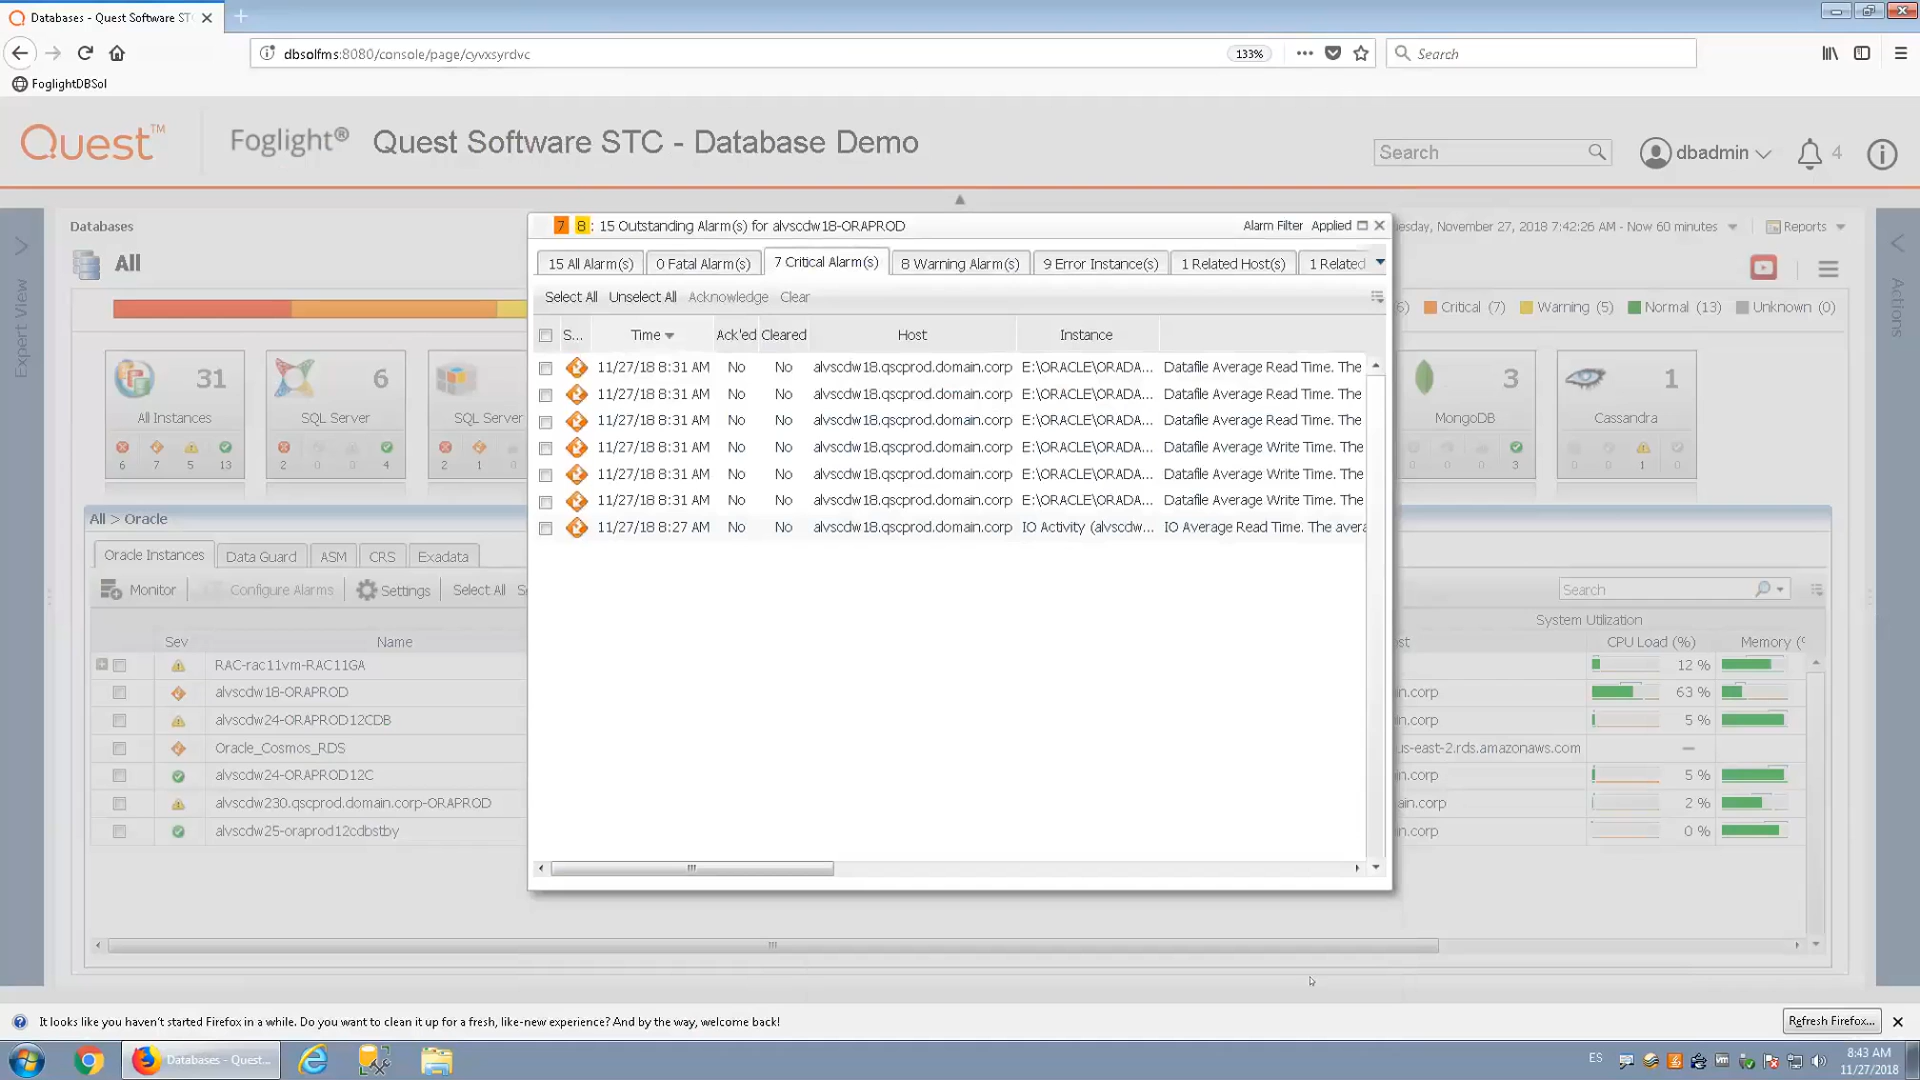 Databases - Quest Software ST
dbsolfms:8080/console/page/cyvxsyrdvc
133%
Search
FoglightDBSol
Quest™
Foglight®
Quest Software STC - Database Demo
Search
dbadmin
4
Databases
7 8 : 15 Outstanding Alarm(s) for alvscdw18-ORAPROD
Alarm Filter Applied
esday, November 27, 2018 7:42:26 AM - Now 60 minutes
Reports
All
15 All Alarm(s)
0 Fatal Alarm(s)
7 Critical Alarm(s)
8 Warning Alarm(s)
9 Error Instance(s)
1 Related Host(s)
1 Related
Expert View
Actions
Select All Unselect All Acknowledge Clear
6) Critical (7) Warning (5) Normal (13) Unknown (0)
S... Time Ack'ed Cleared Host Instance
11/27/18 8:31 AM No No alvscdw18.qscprod.domain.corp E:\ORACLE\ORADA... Datafile Average Read Time. The
11/27/18 8:31 AM No No alvscdw18.qscprod.domain.corp E:\ORACLE\ORADA... Datafile Average Read Time. The
11/27/18 8:31 AM No No alvscdw18.qscprod.domain.corp E:\ORACLE\ORADA... Datafile Average Read Time. The
11/27/18 8:31 AM No No alvscdw18.qscprod.domain.corp E:\ORACLE\ORADA... Datafile Average Write Time. The
11/27/18 8:31 AM No No alvscdw18.qscprod.domain.corp E:\ORACLE\ORADA... Datafile Average Write Time. The
11/27/18 8:31 AM No No alvscdw18.qscprod.domain.corp E:\ORACLE\ORADA... Datafile Average Write Time. The
11/27/18 8:27 AM No No alvscdw18.qscprod.domain.corp IO Activity (alvscdw... IO Average Read Time. The avera
31
All Instances
6 7 5 13
6
SQL Server
2 0 0 4
SQL Server
2 1 0
3
MongoDB
0 0 0 3
1
Cassandra
0 0 1 0
All > Oracle
Oracle Instances
Data Guard
ASM
CRS
Exadata
Monitor
Configure Alarms
Settings
Select All
S
Search
System Utilization
Sev Name
st CPU Load (%) Memory (%
RAC-rac11vm-RAC11GA
12 %
alvscdw18-ORAPROD
in.corp 63 %
alvscdw24-ORAPROD12CDB
in.corp 5 %
Oracle_Cosmos_RDS
us-east-2.rds.amazonaws.com —
alvscdw24-ORAPROD12C
in.corp 5 %
alvscdw230.qscprod.domain.corp-ORAPROD
ain.corp 2 %
alvscdw25-oraprod12cdbstby
in.corp 0 %
It looks like you haven't started Firefox in a while. Do you want to clean it up for a fresh, like-new experience? And by the way, welcome back!
Refresh Firefox...
Databases - Quest...
ES
8:43 AM
11/27/2018